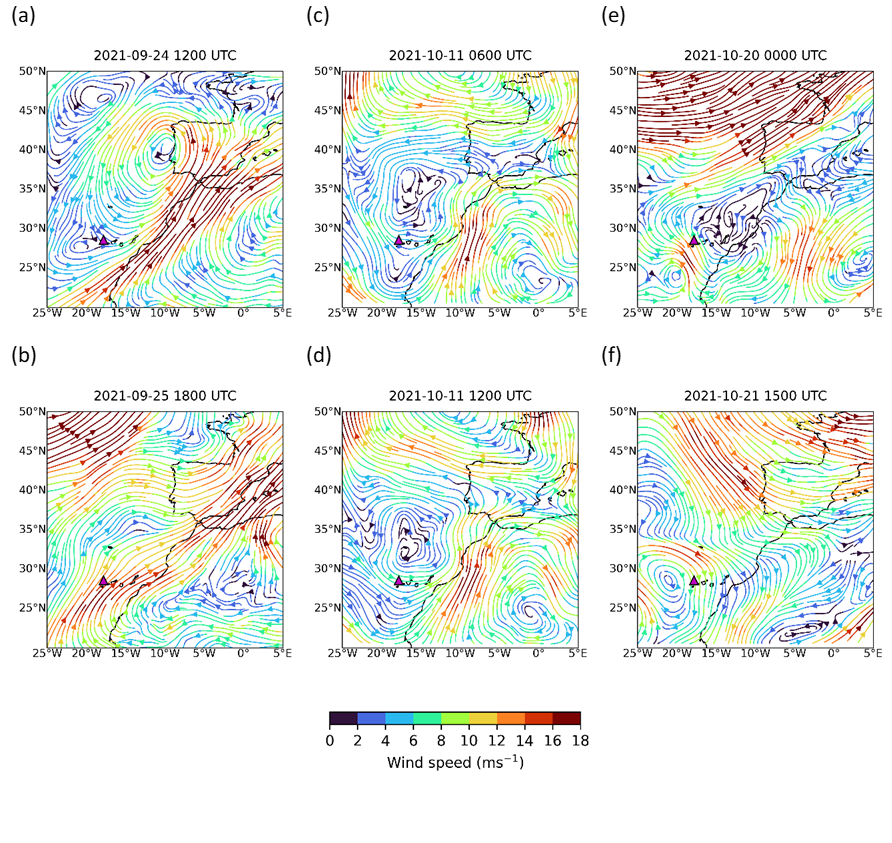 (a) (c) (e)
2021-09-24 1200 UTC 2021-10-11 0600 UTC 2021-10-20 0000 UTC
50°N 50°N 50°N
45°N 45°N 45°N
40°N 40°N 40°N
35°N 35°N 35°N
30°N 30°N 30°N
25°N 25°N 25°N
25°W 20°W 15°W 10°W 5°W 0°W 5°E 25°W 20°W 15°W 10°W 5°W 0°W 5°E 25°W 20°W 15°W 10°W 5°W 0°W 5°E
(b) (d) (f)
2021-09-25 1800 UTC 2021-10-11 1200 UTC 2021-10-21 1500 UTC
50°N 50°N 50°N
45°N 45°N 45°N
40°N 40°N 40°N
35°N 35°N 35°N
30°N 30°N 30°N
25°N 25°N 25°N
25°W 20°W 15°W 10°W 5°W 0°W 5°E 25°W 20°W 15°W 10°W 5°W 0°W 5°E 25°W 20°W 15°W 10°W 5°W 0°W 5°E
0 2 4 6 8 10 12 14 16 18
Wind speed (ms⁻¹)